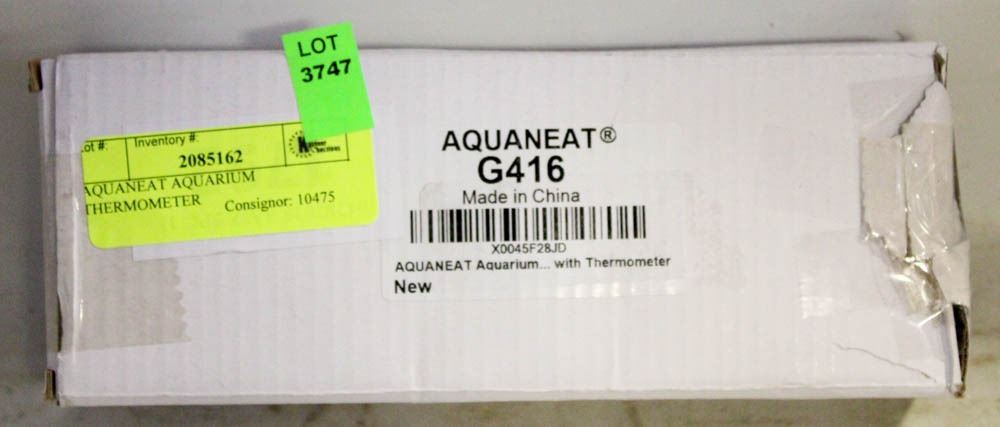 LOT
3747
ot #:
Inventory #:
2085162
AQUANEAT AQUARIUM
THERMOMETER
Consignor: 10475
AQUANEAT®
G416
Made in China
X0045F28JD
AQUANEAT Aquarium... with Thermometer
New